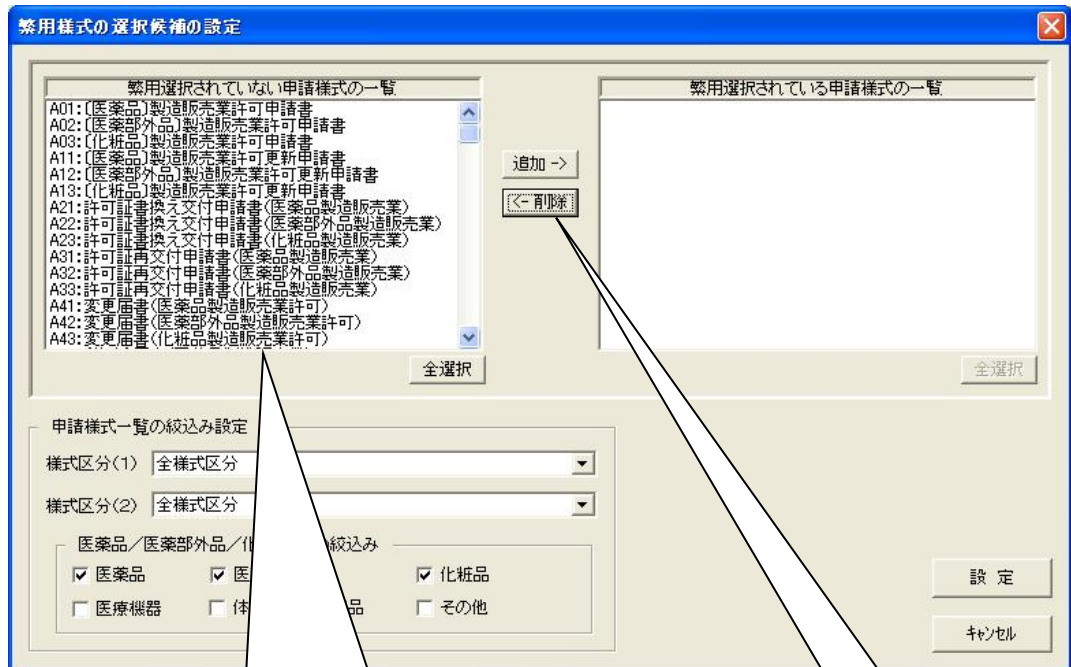 繁用様式の選択候補の設定
繁用選択されていない申請様式の一覧
A01:[医薬品]製造販売業許可申請書
A02:[医薬部外品]製造販売業許可申請書
A03:[化粧品]製造販売業許可申請書
A11:[医薬品]製造販売業許可更新申請書
A12:[医薬部外品]製造販売業許可更新申請書
A13:[化粧品]製造販売業許可更新申請書
A21:許可証書換え交付申請書(医薬品製造販売業)
A22:許可証書換え交付申請書(医薬部外品製造販売業)
A23:許可証書換え交付申請書(化粧品製造販売業)
A31:許可証再交付申請書(医薬品製造販売業)
A32:許可証再交付申請書(医薬部外品製造販売業)
A33:許可証再交付申請書(化粧品製造販売業)
A41:変更届書(医薬品製造販売業許可)
A42:変更届書(医薬部外品製造販売業許可)
A43:変更届書(化粧品製造販売業許可)
全選択
追加 ->
<- 削除
繁用選択されている申請様式の一覧
全選択
申請様式一覧の絞込み設定
様式区分(1) 全様式区分
様式区分(2) 全様式区分
医薬品/医薬部外品/化 の絞込み
医薬品 医 化粧品
医療機器 体 品 その他
設 定
キャンセル